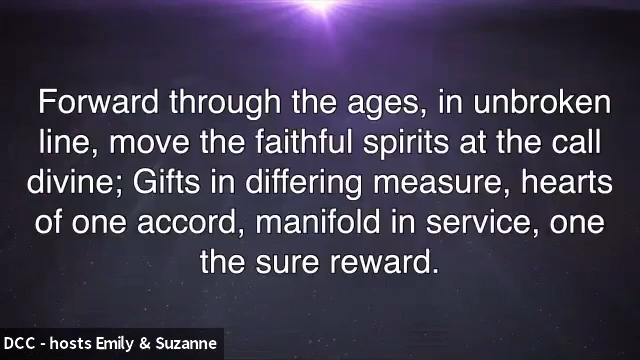 Forward through the ages, in unbroken
line, move the faithful spirits at the call
divine; Gifts in differing measure, hearts
of one accord, manifold in service, one
the sure reward.
DCC - hosts Emily & Suzanne